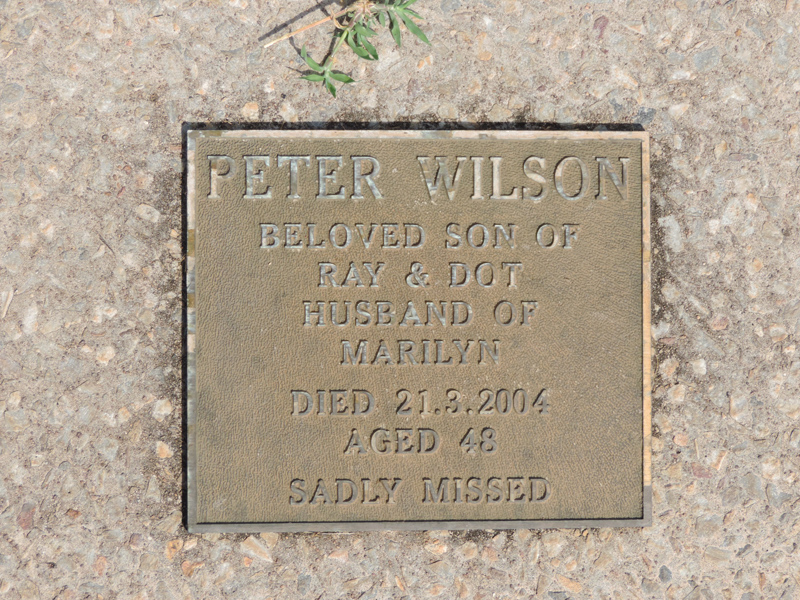 PETER WILSON
BELOVED SON OF
RAY & DOT
HUSBAND OF
MARILYN
DIED 21.3.2004
AGED 48
SADLY MISSED